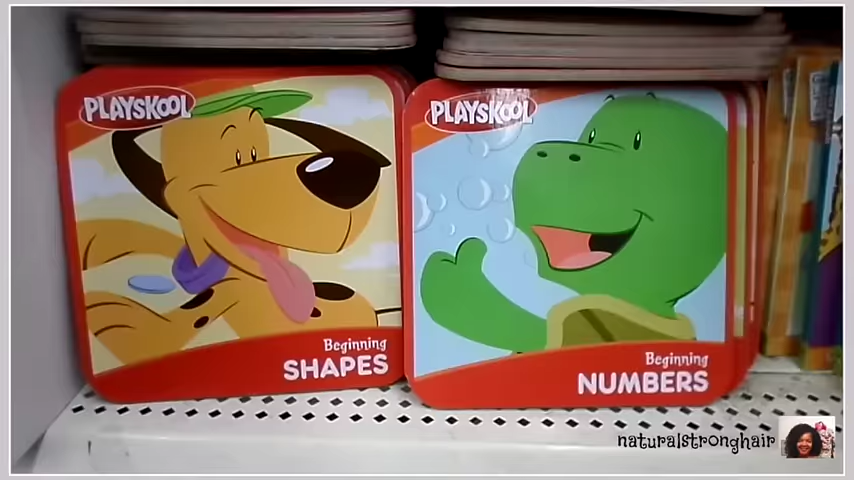 PLAYSKOOL
Beginning
SHAPES
PLAYSKOOL
Beginning
NUMBERS
naturalstronghair